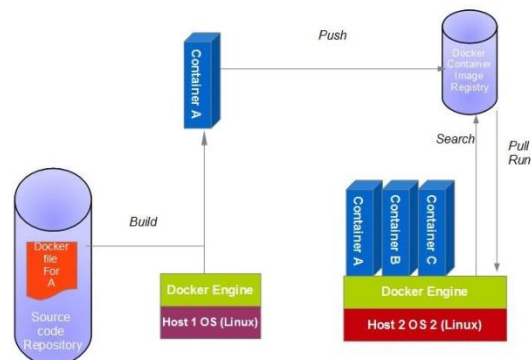 Push
Docker
Container
Image
Registry
Container A
Search
Pull
Run
Build
Docker
file
For
A
Source
code
Repository
Docker Engine
Host 1 OS (Linux)
Container A
Container B
Container C
Docker Engine
Host 2 OS 2 (Linux)